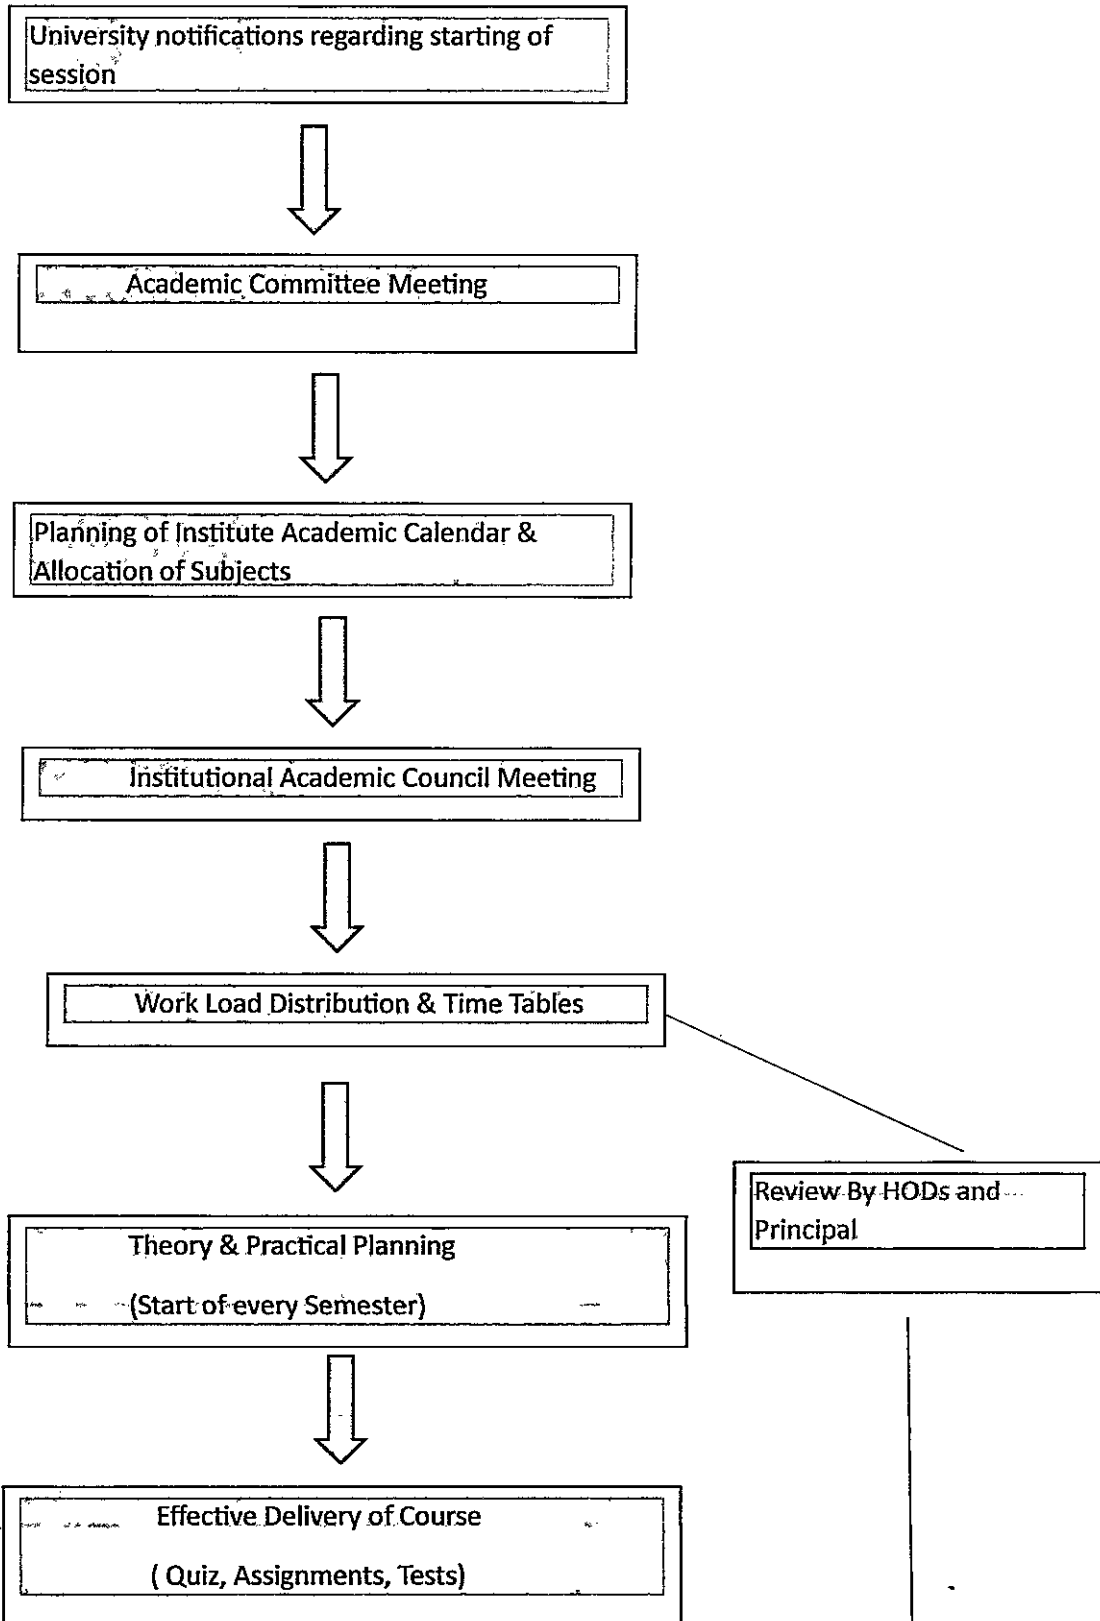 University notifications regarding starting of
session
Academic Committee Meeting
Planning of Institute Academic Calendar &
Allocation of Subjects
Institutional Academic Council Meeting
Work Load Distribution & Time Tables
Review By HODs and
Principal
Theory & Practical Planning
(Start of every Semester)
Effective Delivery of Course
( Quiz, Assignments, Tests)